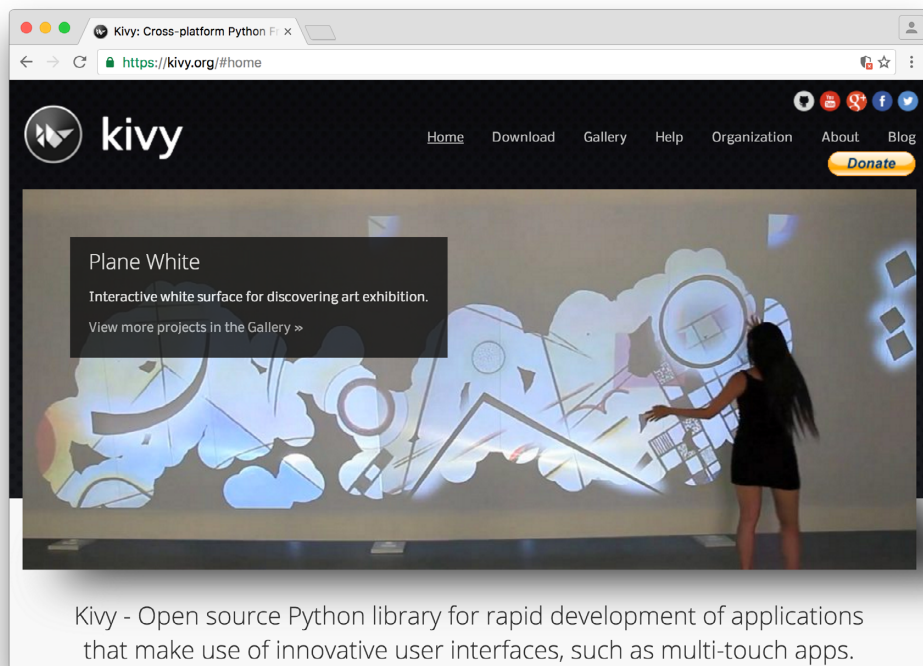 Kivy: Cross-platform Python Fr
https://kivy.org/#home
kivy
Home Download Gallery Help Organization About Blog
Donate
Plane White
Interactive white surface for discovering art exhibition.
View more projects in the Gallery »
Kivy - Open source Python library for rapid development of applications
that make use of innovative user interfaces, such as multi-touch apps.